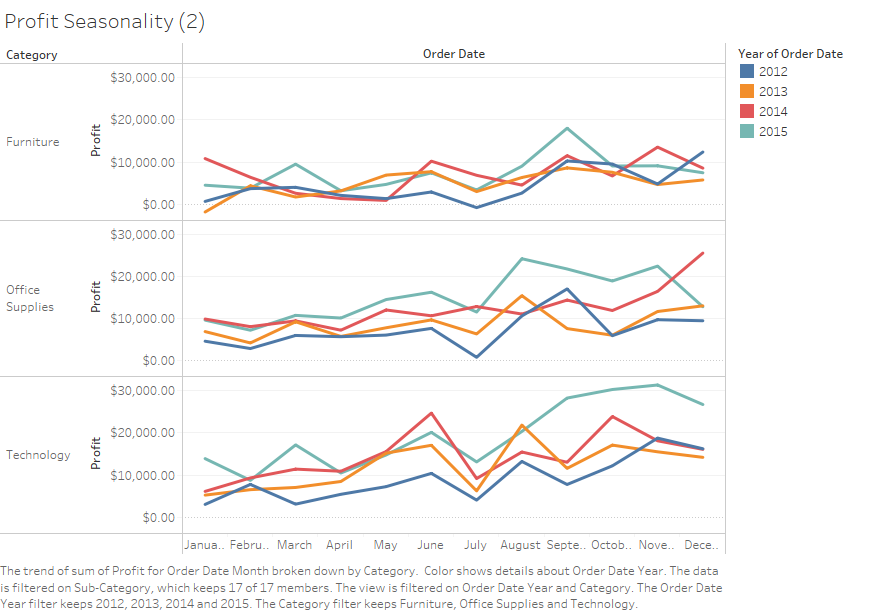 Profit Seasonality (2)
Category
Order Date
Year of Order Date
2012
2013
2014
2015
Furniture
Profit
$30,000.00
$20,000.00
$10,000.00
$0.00
Office
Supplies
Profit
$30,000.00
$20,000.00
$10,000.00
$0.00
Technology
Profit
$30,000.00
$20,000.00
$10,000.00
$0.00
Janua.. Febru.. March April May June July August Septe.. Octob.. Nove.. Dece..
The trend of sum of Profit for Order Date Month broken down by Category.  Color shows details about Order Date Year. The data
is filtered on Sub-Category, which keeps 17 of 17 members. The view is filtered on Order Date Year and Category. The Order Date
Year filter keeps 2012, 2013, 2014 and 2015. The Category filter keeps Furniture, Office Supplies and Technology.